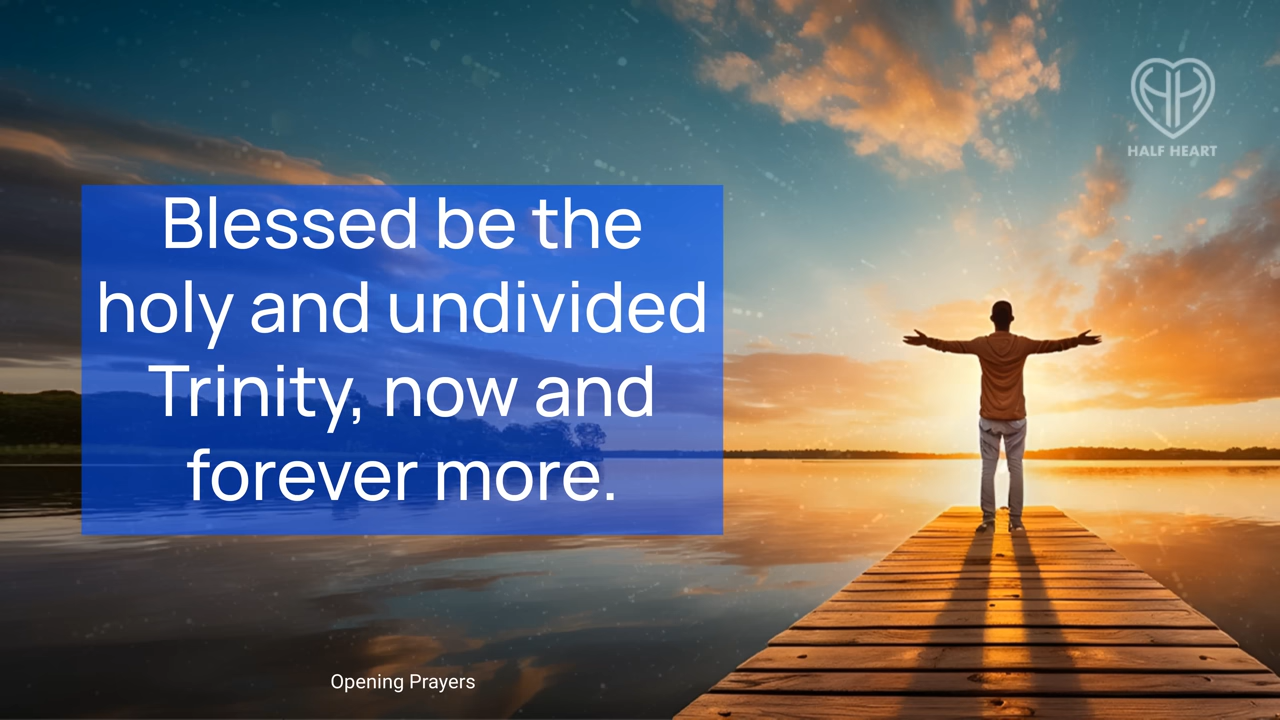 HALF HEART
Blessed be the
holy and undivided
Trinity, now and
forever more.
Opening Prayers